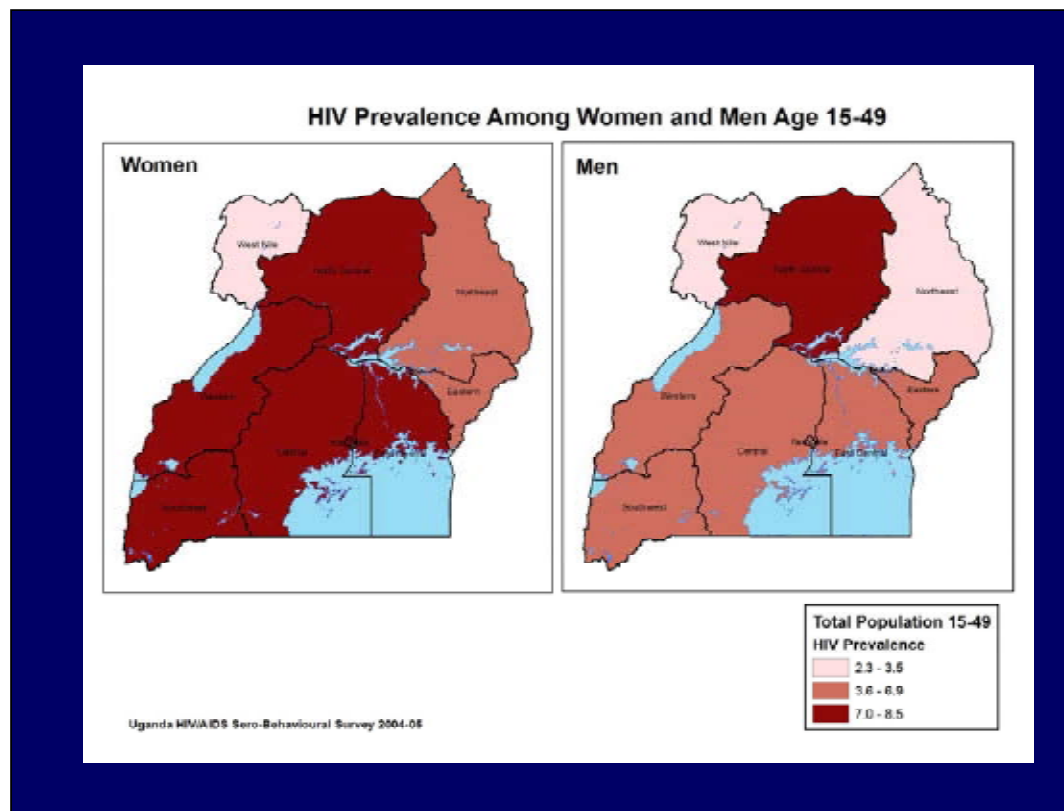 HIV Prevalence Among Women and Men Age 15-49
Women
West Nile
North Central
Northeast
Western
Eastern
Central
Southwest
Men
West Nile
North Central
Northeast
Western
Eastern
Central
East Central
Southwest
Total Population 15-49
HIV Prevalence
2.3 - 3.5
3.6 - 6.9
7.0 - 8.5
Uganda HIV/AIDS Sero-Behavioural Survey 2004-05